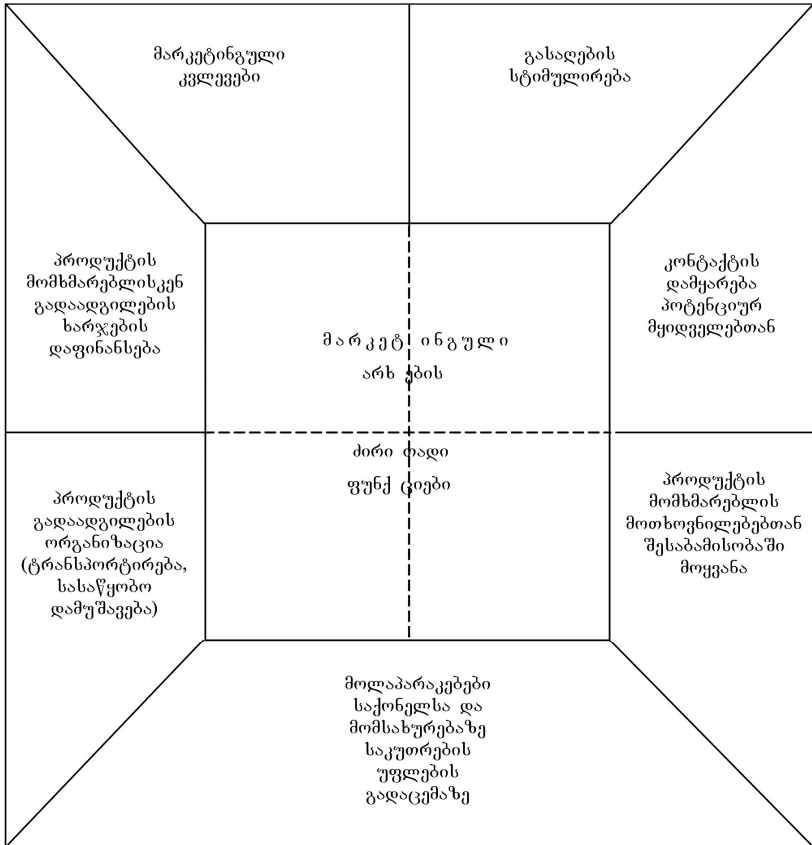 მარკეტინგული
კვლევები
გასაღების
სტიმულირება
პროდუქტის
მომხმარებლისკენ
გადაადგილების
ხარჯების
დაფინანსება
კონტაქტის
დამყარება
პოტენციურ
მყიდველებთან
მარკეტინგული
არხების
ძირითადი
ფუნქციები
პროდუქტის
გადაადგილების
ორგანიზაცია
(ტრანსპორტირება,
სასაწყობო
დამუშავება)
პროდუქტის
მომხმარებლის
მოთხოვნილებებთან
შესაბამისობაში
მოყვანა
მოლაპარაკებები
საქონელსა და
მომსახურებაზე
საკუთრების
უფლების
გადაცემაზე